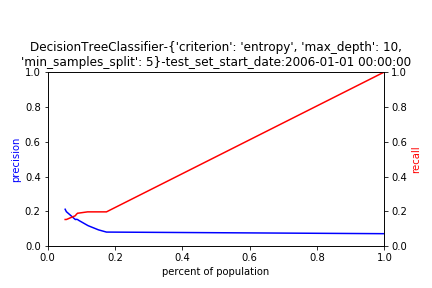 DecisionTreeClassifier-{'criterion': 'entropy', 'max_depth': 10,
'min_samples_split': 5}-test_set_start_date:2006-01-01 00:00:00
1.0
1.0
0.8
0.8
0.6
0.6
precision
recall
0.4
0.4
0.2
0.2
0.0
0.0
0.0 0.2 0.4 0.6 0.8 1.0
percent of population